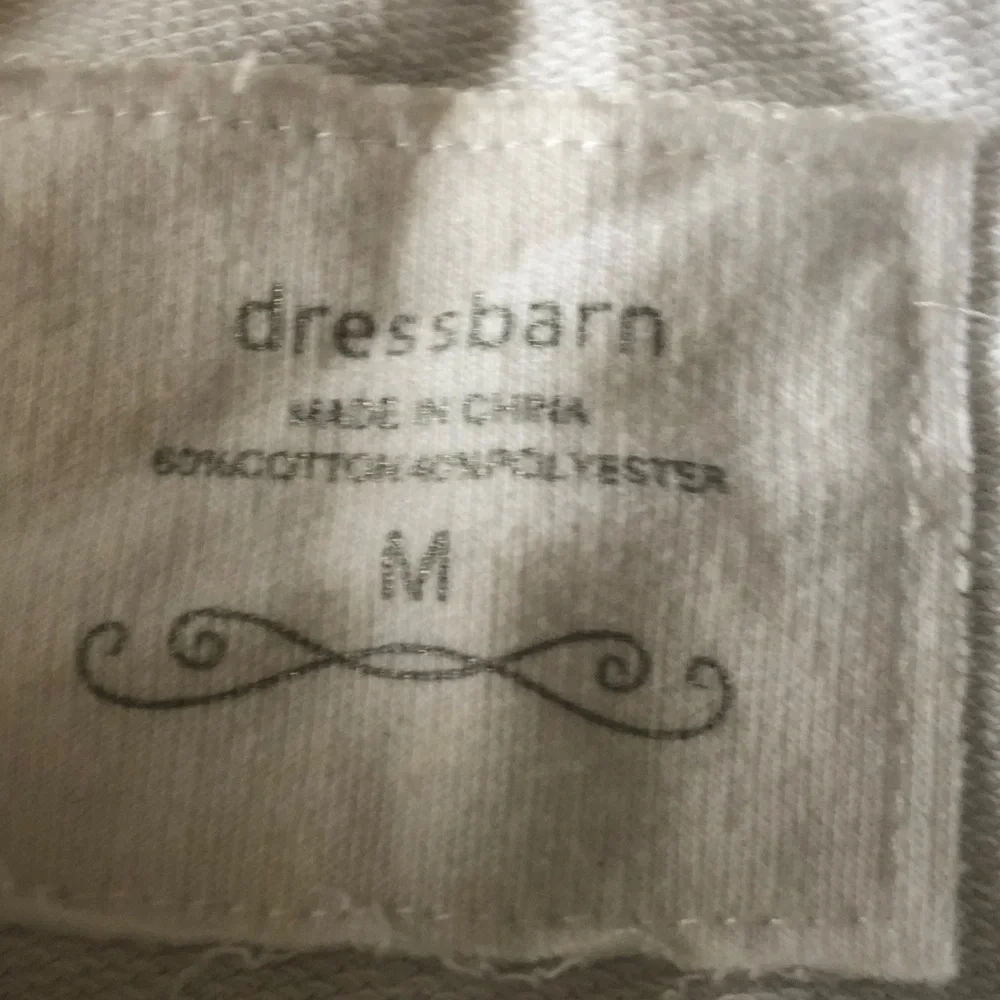 dressbarn
MADE IN CHINA
60%COTTON 40%POLYESTER
M